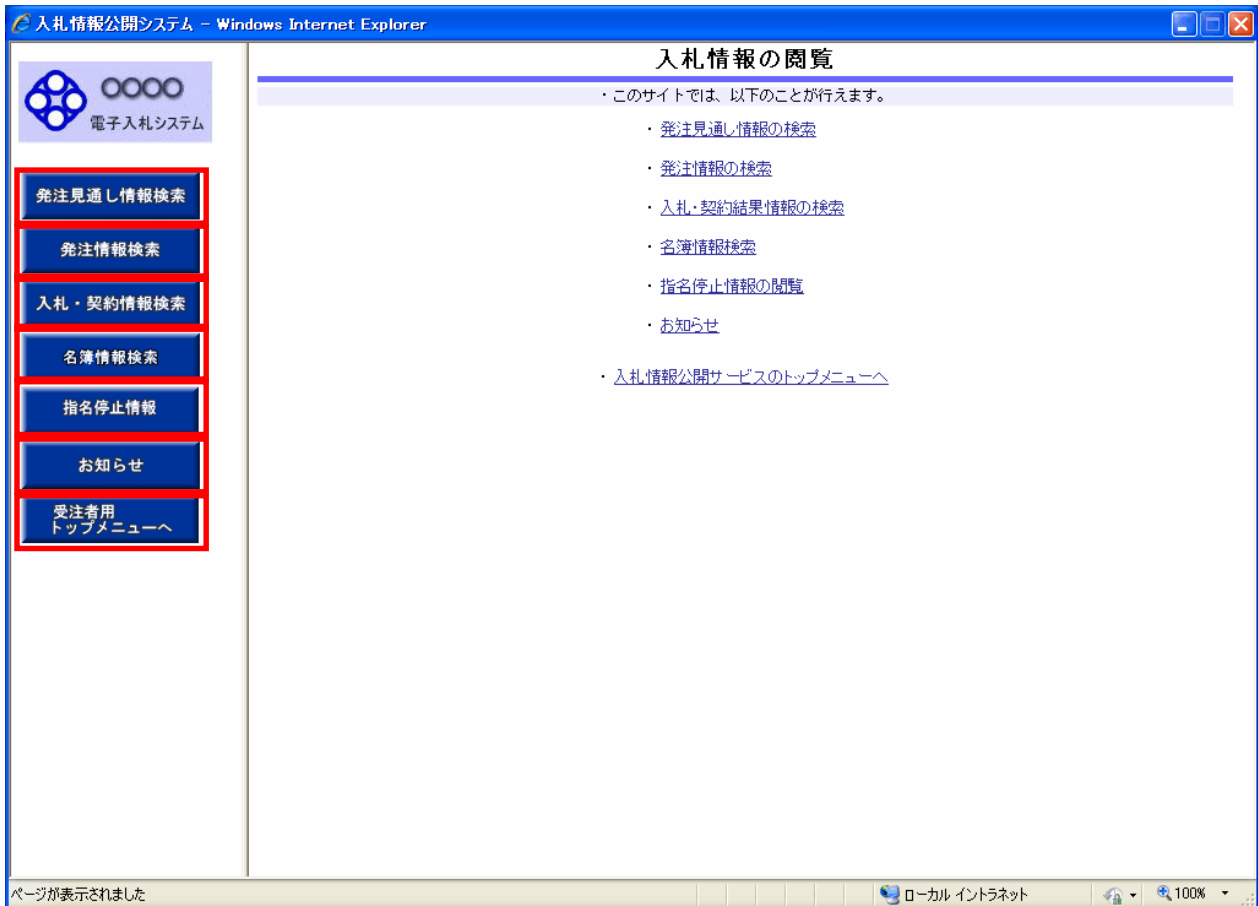 入札情報公開システム - Windows Internet Explorer
○○○○
電子入札システム
発注見通し情報検索
発注情報検索
入札・契約情報検索
名簿情報検索
指名停止情報
お知らせ
受注者用
トップメニューへ
入札情報の閲覧
・このサイトでは、以下のことが行えます。
・ 発注見通し情報の検索
・ 発注情報の検索
・ 入札・契約結果情報の検索
・ 名簿情報検索
・ 指名停止情報の閲覧
・ お知らせ
・ 入札情報公開サービスのトップメニューへ
ページが表示されました
ローカル イントラネット
100%